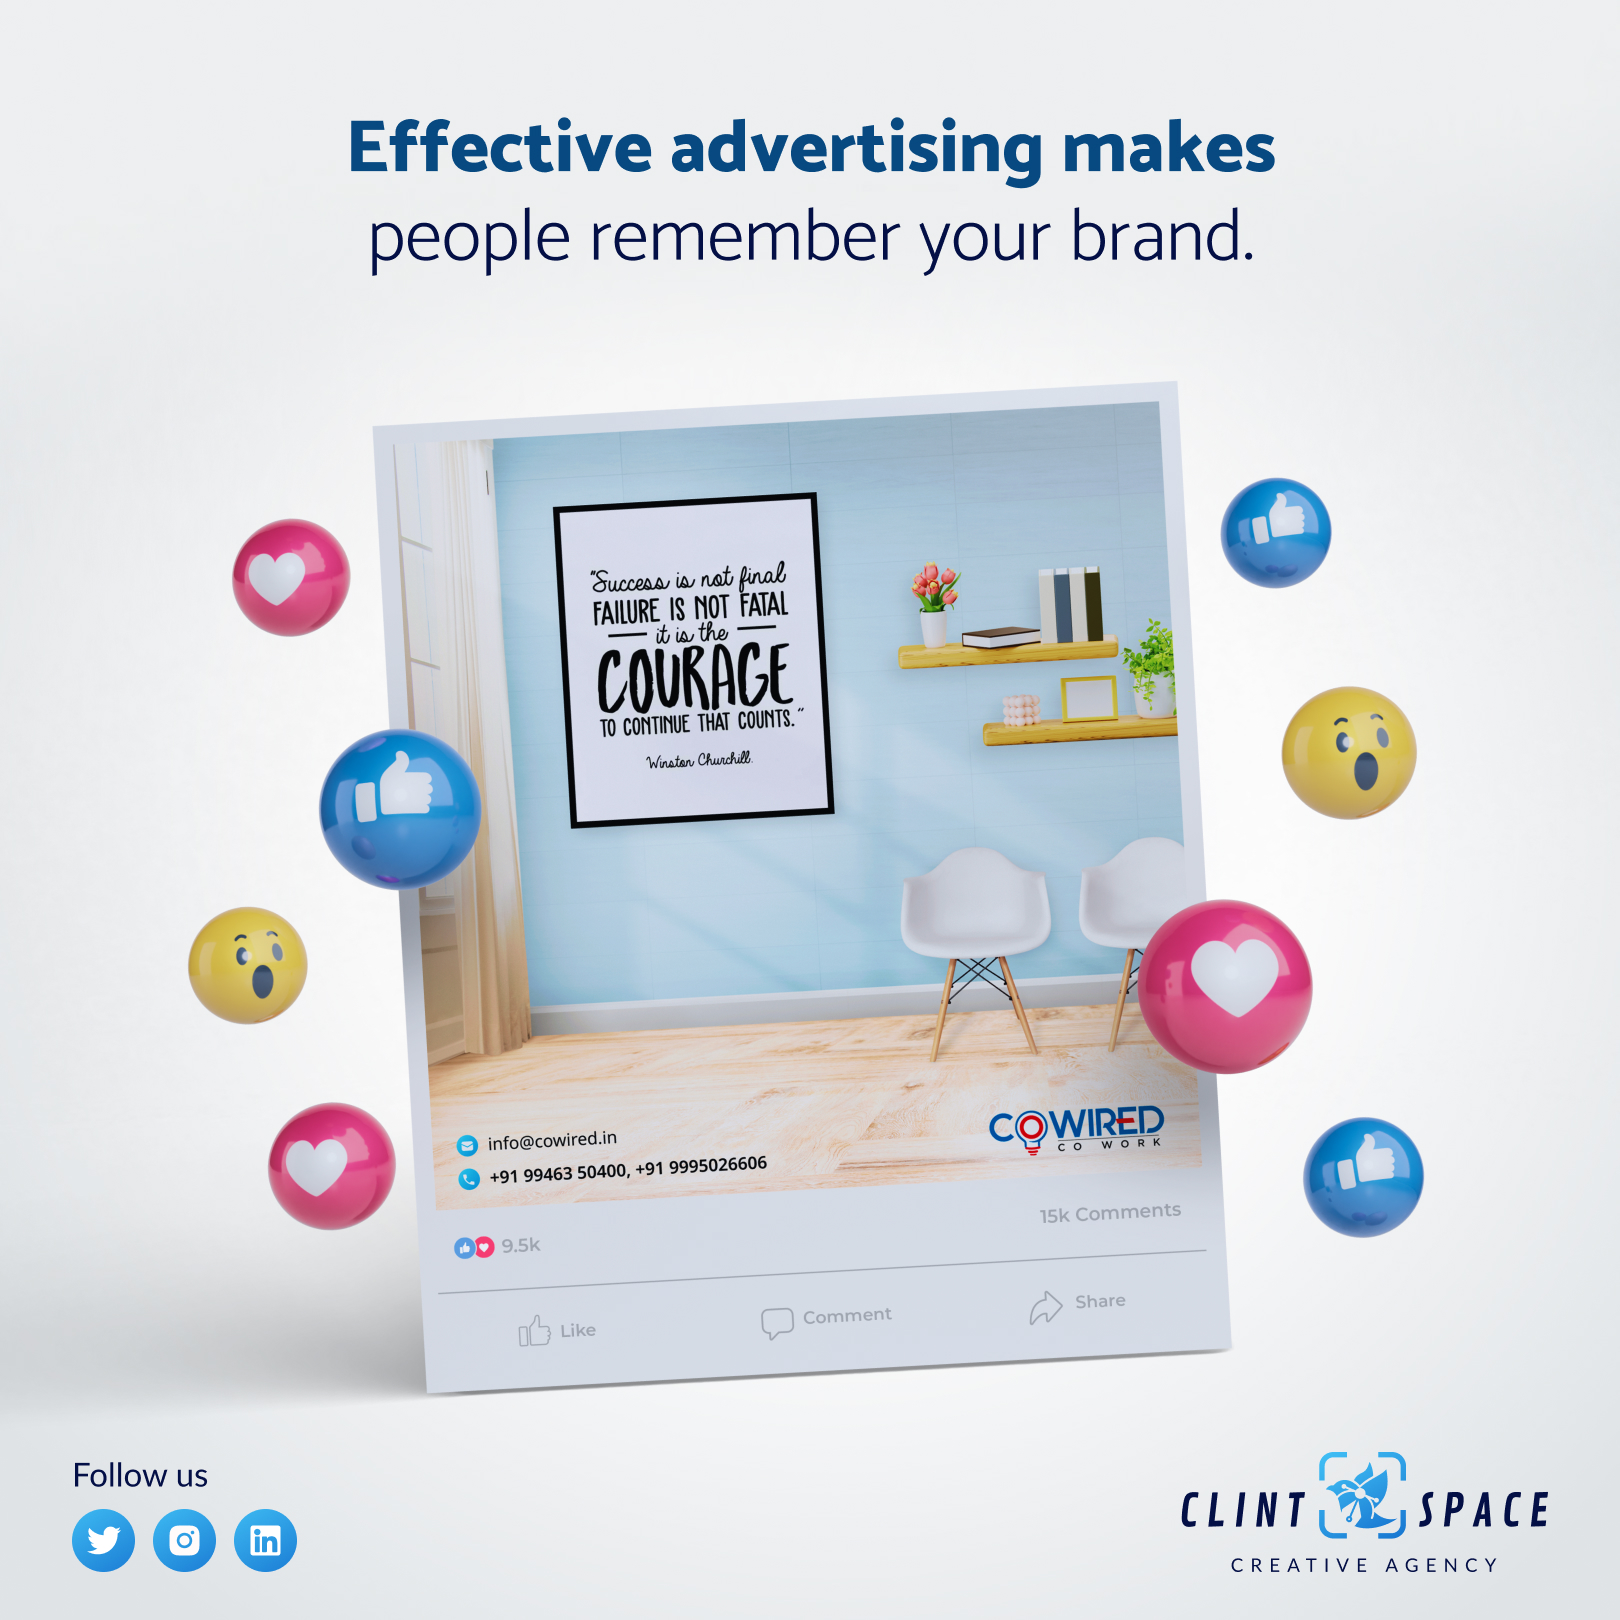 Effective advertising makes
people remember your brand.
"Success is not final
FAILURE IS NOT FATAL
it is the
COURAGE
TO CONTINUE THAT COUNTS."
Winston Churchill.
info@cowired.in
+91 99463 50400, +91 9995026606
COWIRED
CO WORK
9.5k
15k Comments
Like
Comment
Share
Follow us
CLINT SPACE
CREATIVE AGENCY